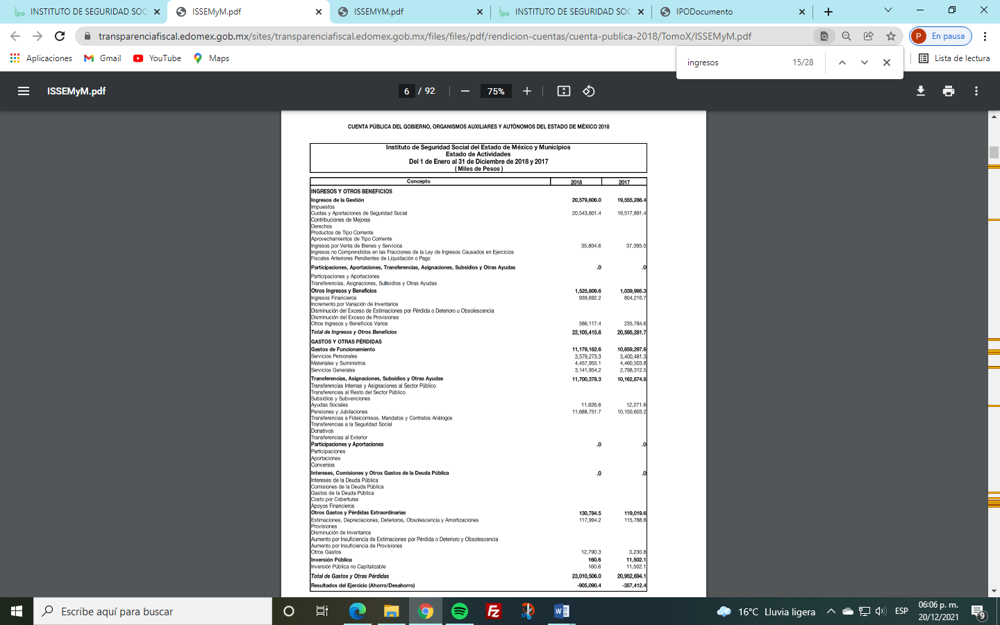 INSTITUTO DE SEGURIDAD SOC
ISSEMyM.pdf
ISSEMYM.pdf
INSTITUTO DE SEGURIDAD SOC
IPODocumento
transparenciafiscal.edomex.gob.mx/sites/transparenciafiscal.edomex.gob.mx/files/files/pdf/rendicion-cuentas/cuenta-publica-2018/TomoX/ISSEMyM.pdf
P En pausa
Aplicaciones Gmail YouTube Maps
ingresos 15/28
Lista de lectura
ISSEMyM.pdf
6 / 92
75%
CUENTA PÚBLICA DEL GOBIERNO, ORGANISMOS AUXILIARES Y AUTÓNOMOS DEL ESTADO DE MÉXICO 2018
Instituto de Seguridad Social del Estado de México y Municipios
Estado de Actividades
Del 1 de Enero al 31 de Diciembre de 2018 y 2017
( Miles de Pesos )
Concepto 2018 2017
INGRESOS Y OTROS BENEFICIOS
Ingresos de la Gestión 20,579,606.0 19,555,286.4
Impuestos
Cuotas y Aportaciones de Seguridad Social 20,543,801.4 19,517,891.4
Contribuciones de Mejoras
Derechos
Productos de Tipo Corriente
Aprovechamientos de Tipo Corriente
Ingresos por Venta de Bienes y Servicios 35,804.6 37,395.0
Ingresos no Comprendidos en las Fracciones de la Ley de Ingresos Causados en Ejercicios
Fiscales Anteriores Pendientes de Liquidación o Pago
Participaciones, Aportaciones, Transferencias, Asignaciones, Subsidios y Otras Ayudas .0 .0
Participaciones y Aportaciones
Transferencias, Asignaciones, Subsidios y Otras Ayudas
Otros Ingresos y Beneficios 1,525,809.6 1,039,995.3
Ingresos Financieros 939,692.2 804,210.7
Incremento por Variación de Inventarios
Disminución del Exceso de Estimaciones por Pérdida o Deterioro u Obsolescencia
Disminución del Exceso de Provisiones
Otros Ingresos y Beneficios Varios 586,117.4 235,784.6
Total de Ingresos y Otros Beneficios 22,105,415.6 20,595,281.7
GASTOS Y OTRAS PÉRDIDAS
Gastos de Funcionamiento 11,179,182.6 10,659,297.6
Servicios Personales 3,579,273.3 3,400,481.3
Materiales y Suministros 4,457,955.1 4,460,503.8
Servicios Generales 3,141,954.2 2,798,312.5
Transferencias, Asignaciones, Subsidios y Otras Ayudas 11,700,378.3 10,162,874.8
Transferencias Internas y Asignaciones al Sector Público
Transferencias al Resto del Sector Público
Subsidios y Subvenciones
Ayudas Sociales 11,626.6 12,271.6
Pensiones y Jubilaciones 11,688,751.7 10,150,603.2
Transferencias a Fideicomisos, Mandatos y Contratos Análogos
Transferencias a la Seguridad Social
Donativos
Transferencias al Exterior
Participaciones y Aportaciones .0 .0
Participaciones
Aportaciones
Convenios
Intereses, Comisiones y Otros Gastos de la Deuda Pública .0 .0
Intereses de la Deuda Pública
Comisiones de la Deuda Pública
Gastos de la Deuda Pública
Costo por Coberturas
Apoyos Financieros
Otros Gastos y Pérdidas Extraordinarias 130,784.5 119,019.6
Estimaciones, Depreciaciones, Deterioros, Obsolescencia y Amortizaciones 117,994.2 115,788.8
Provisiones
Disminución de Inventarios
Aumento por Insuficiencia de Estimaciones por Pérdida o Deterioro y Obsolescencia
Aumento por Insuficiencia de Provisiones
Otros Gastos 12,790.3 3,230.8
Inversión Pública 160.6 11,502.1
Inversión Pública no Capitalizable 160.6 11,502.1
Total de Gastos y Otras Pérdidas 23,010,506.0 20,952,694.1
Resultados del Ejercicio (Ahorro/Desahorro) -905,090.4 -357,412.4
Escribe aquí para buscar
16°C Lluvia ligera
ESP
06:06 p. m.
20/12/2021
9